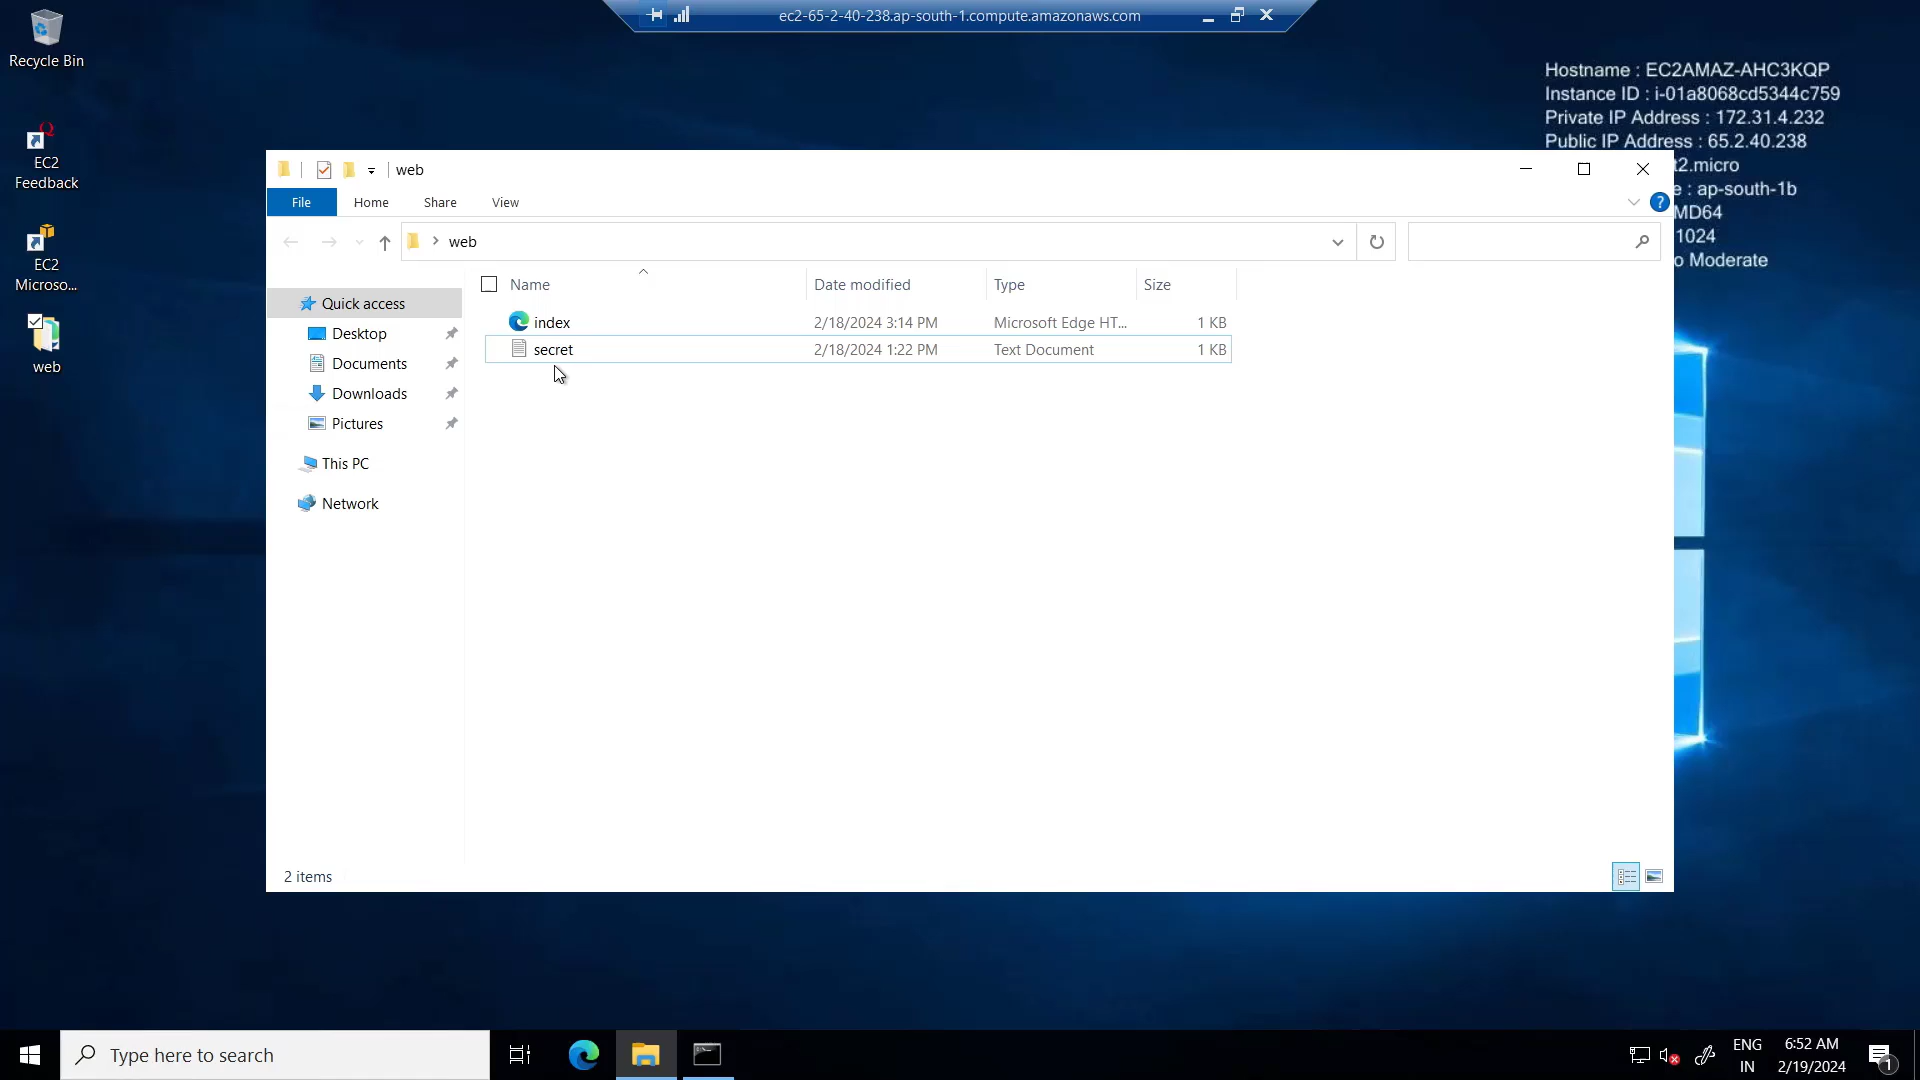 ec2-65-2-40-238.ap-south-1.compute.amazonaws.com
Recycle Bin
EC2
Feedback
EC2
Microso...
web
Hostname : EC2AMAZ-AHC3KQP
Instance ID : i-01a8068cd5344c759
Private IP Address : 172.31.4.232
Public IP Address : 65.2.40.238
t2.micro
e : ap-south-1b
MD64
1024
o Moderate
web
File Home Share View
web
Name Date modified Type Size
index 2/18/2024 3:14 PM Microsoft Edge HT... 1 KB
secret 2/18/2024 1:22 PM Text Document 1 KB
Quick access
Desktop
Documents
Downloads
Pictures
This PC
Network
2 items
Type here to search
ENG
IN
6:52 AM
2/19/2024
1